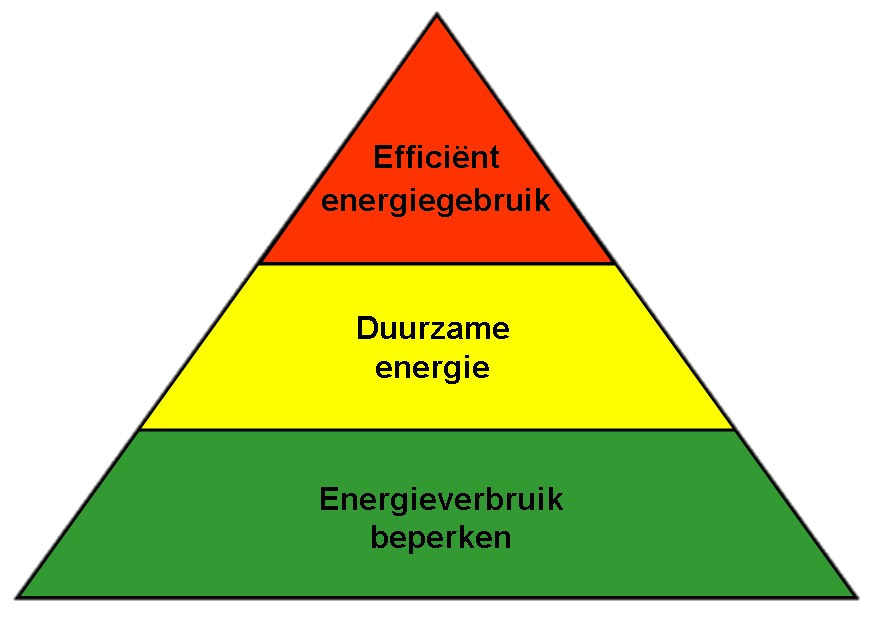 Efficiënt
energiegebruik
Duurzame
energie
Energieverbruik
beperken